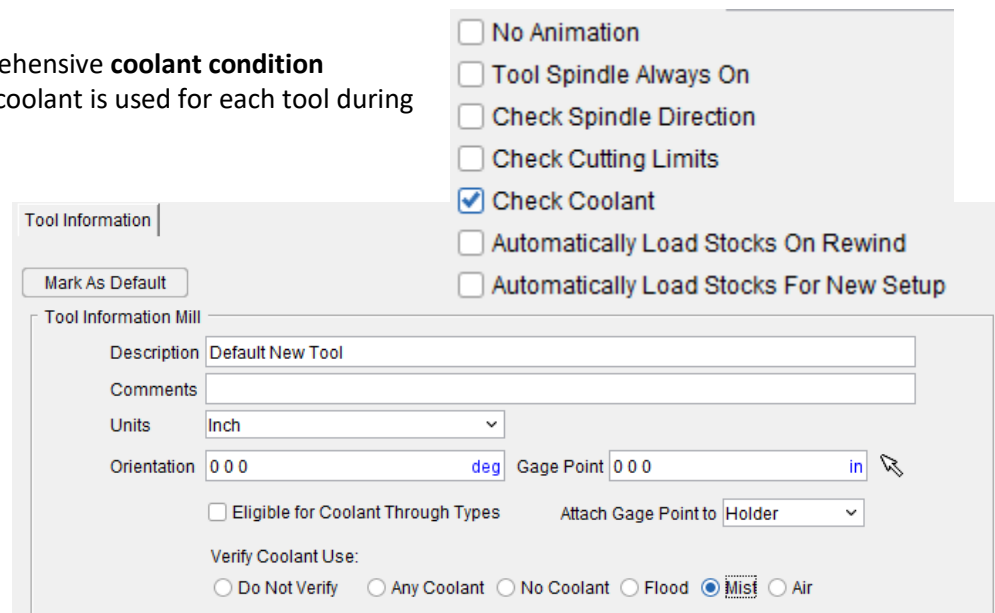 No Animation
ehensive coolant condition
Tool Spindle Always On
coolant is used for each tool during
Check Spindle Direction
Check Cutting Limits
Check Coolant
Automatically Load Stocks On Rewind
Automatically Load Stocks For New Setup
Tool Information
Mark As Default
Tool Information Mill
Description Default New Tool
Comments
Units Inch
Orientation 0 0 0 deg Gage Point 0 0 0 in
Eligible for Coolant Through Types Attach Gage Point to Holder
Verify Coolant Use:
Do Not Verify Any Coolant No Coolant Flood Mist Air